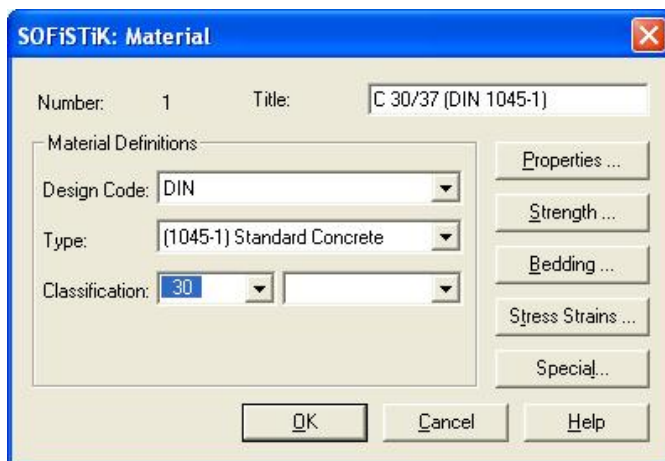 SOFiSTiK: Material
Number: 1 Title: C 30/37 (DIN 1045-1)
Material Definitions
Design Code: DIN
Type: (1045-1) Standard Concrete
Classification: 30
Properties ...
Strength ...
Bedding ...
Stress Strains ...
Special...
OK Cancel Help